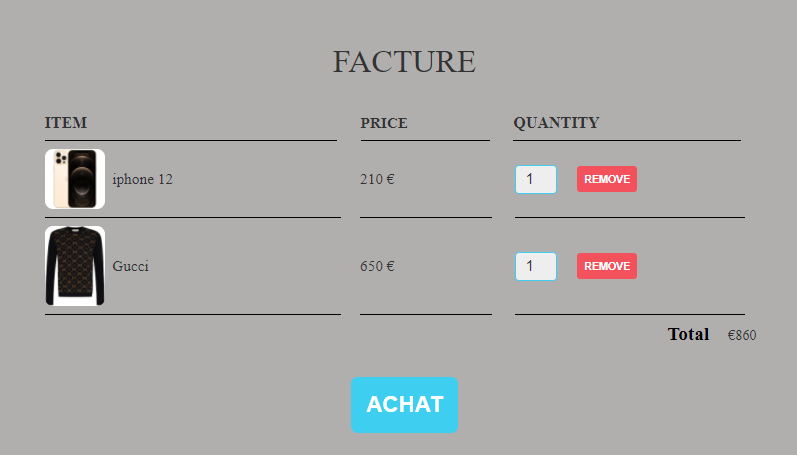 FACTURE
ITEM PRICE QUANTITY
iphone 12 210 € 1 REMOVE
Gucci 650 € 1 REMOVE
Total €860
ACHAT